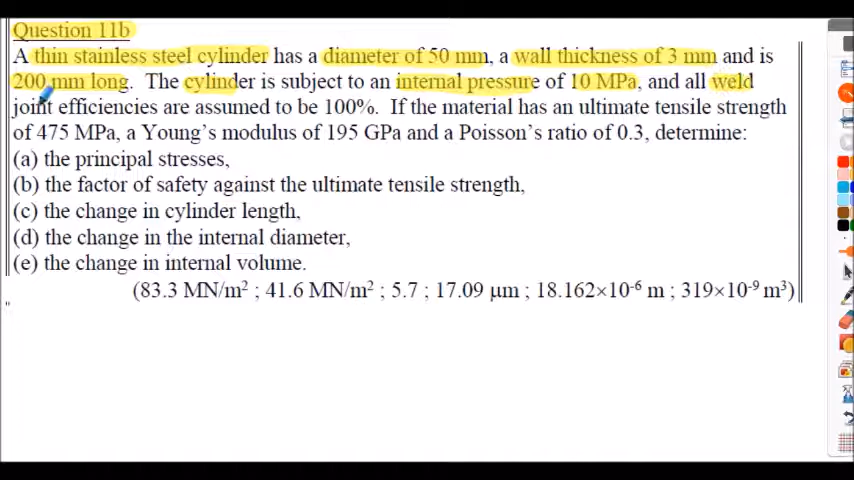 Question 11b
A thin stainless steel cylinder has a diameter of 50 mm, a wall thickness of 3 mm and is
200 mm long. The cylinder is subject to an internal pressure of 10 MPa, and all weld
joint efficiencies are assumed to be 100%. If the material has an ultimate tensile strength
of 475 MPa, a Young's modulus of 195 GPa and a Poisson's ratio of 0.3, determine:
(a) the principal stresses,
(b) the factor of safety against the ultimate tensile strength,
(c) the change in cylinder length,
(d) the change in the internal diameter,
(e) the change in internal volume.
(83.3 MN/m² ; 41.6 MN/m² ; 5.7 ; 17.09 μm ; 18.162×10⁻⁶ m ; 319×10⁻⁹ m³)